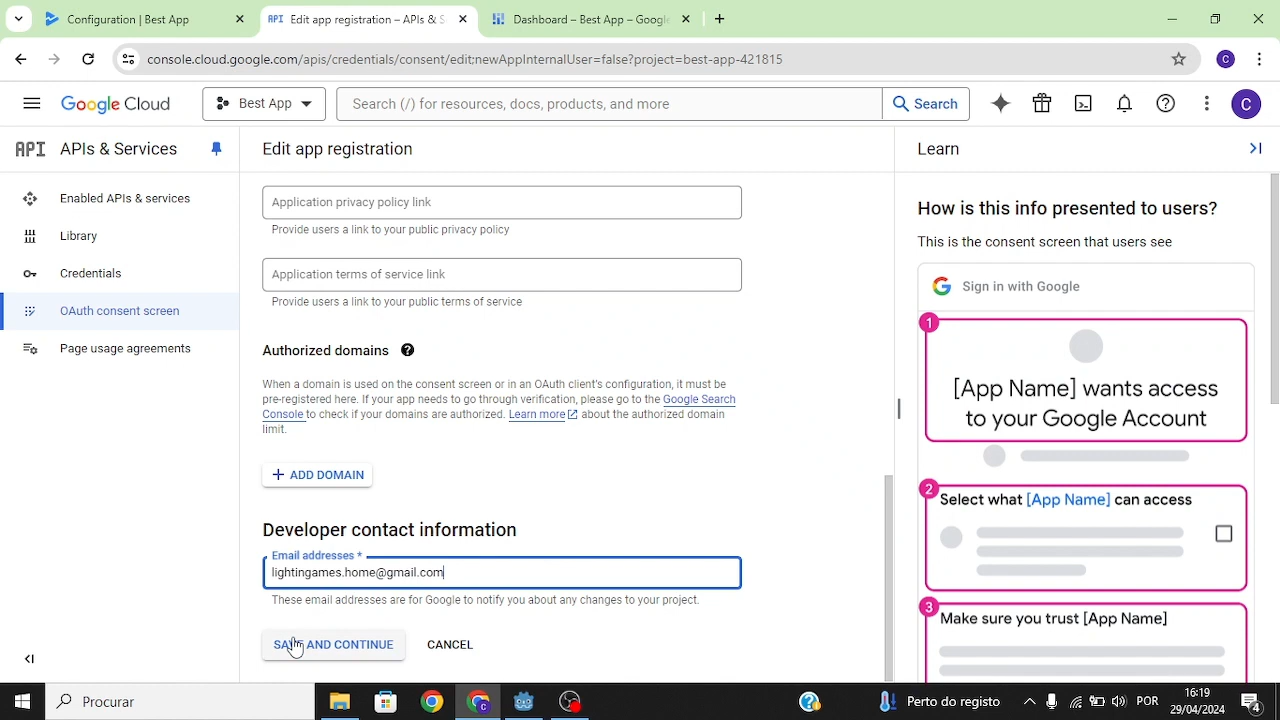 Configuration | Best App
Edit app registration – APIs & S
Dashboard – Best App – Google
console.cloud.google.com/apis/credentials/consent/edit;newAppInternalUser=false?project=best-app-421815
C
Google Cloud
Best App
Search (/) for resources, docs, products, and more
Search
C
API APIs & Services
Edit app registration
Learn
Enabled APIs & services
Library
Credentials
OAuth consent screen
Page usage agreements
Application privacy policy link
Provide users a link to your public privacy policy
Application terms of service link
Provide users a link to your public terms of service
Authorized domains
When a domain is used on the consent screen or in an OAuth client's configuration, it must be
pre-registered here. If your app needs to go through verification, please go to the Google Search
Console to check if your domains are authorized. Learn more about the authorized domain
limit.
+ ADD DOMAIN
Developer contact information
Email addresses *
lightingames.home@gmail.com
These email addresses are for Google to notify you about any changes to your project.
SAVE AND CONTINUE
CANCEL
How is this info presented to users?
This is the consent screen that users see
Sign in with Google
1
[App Name] wants access
to your Google Account
2
Select what [App Name] can access
3
Make sure you trust [App Name]
Procurar
Perto do registo
POR
16:19
29/04/2024
4